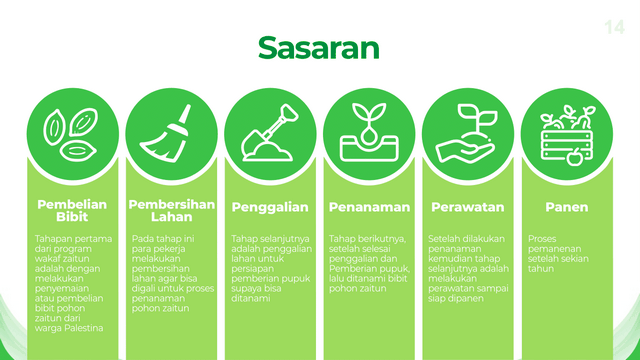 14
Sasaran
Pembelian
Bibit
Tahapan pertama
dari program
wakaf zaitun
adalah dengan
melakukan
penyemaian
atau pembelian
bibit pohon
zaitun dari
warga Palestina
Pembersihan
Lahan
Pada tahap ini
para pekerja
melakukan
pembersihan
lahan agar bisa
digali untuk proses
penanaman
pohon zaitun
Penggalian
Tahap selanjutnya
adalah penggalian
lahan untuk
persiapan
pemberian pupuk
supaya bisa
ditanami
Penanaman
Tahap berikutnya,
setelah selesai
penggalian dan
Pemberian pupuk,
lalu ditanami bibit
pohon zaitun
Perawatan
Setelah dilakukan
penanaman
kemudian tahap
selanjutnya adalah
melakukan
perawatan sampai
siap dipanen
Panen
Proses
pemanenan
setelah sekian
tahun